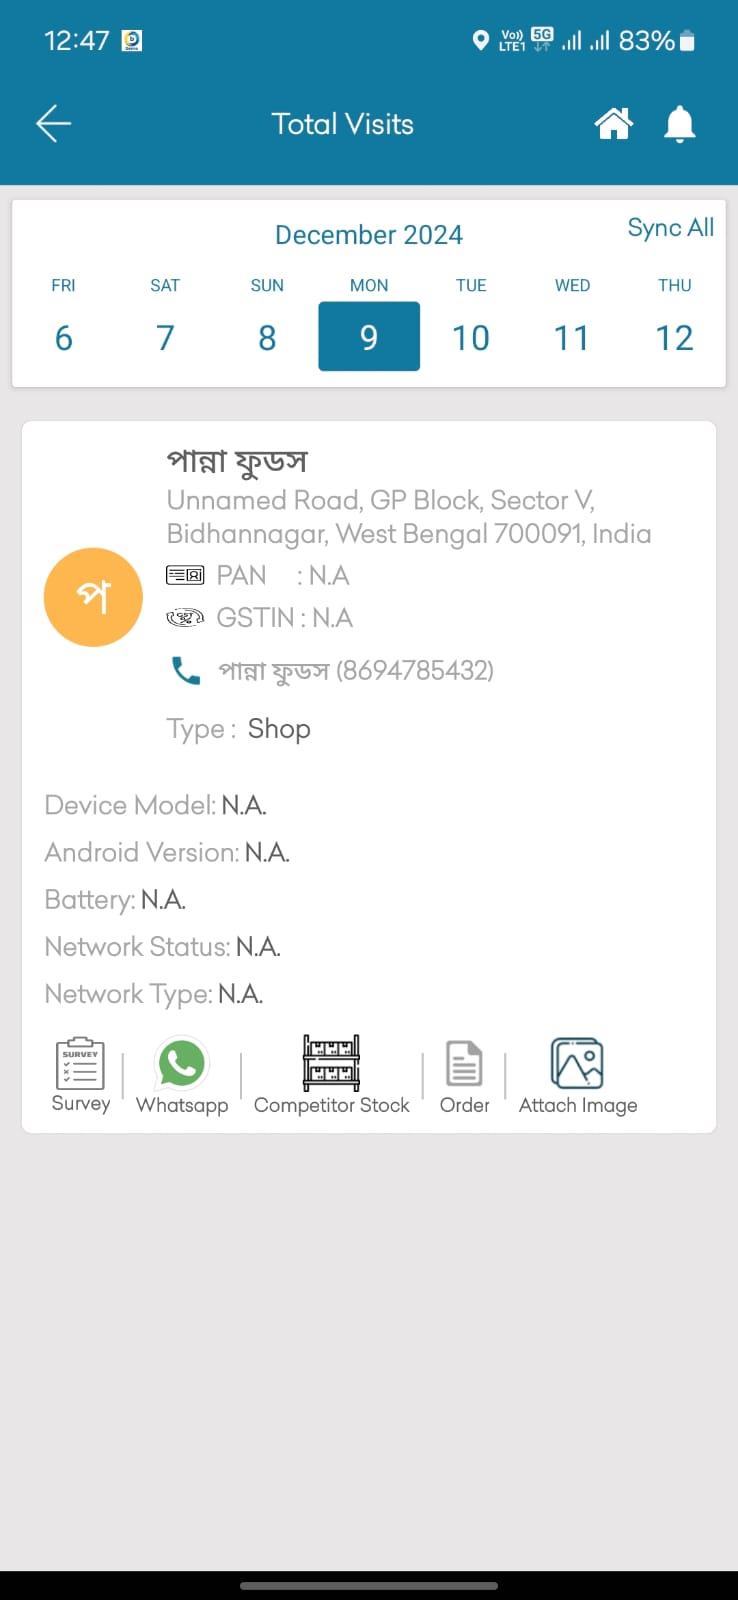 12:47 Vo)) LTE1 5G 83%
Total Visits
December 2024 Sync All
FRI SAT SUN MON TUE WED THU
6 7 8 9 10 11 12
পান্না ফুডস
Unnamed Road, GP Block, Sector V,
Bidhannagar, West Bengal 700091, India
প
PAN : N.A
GSTIN : N.A
পান্না ফুডস (8694785432)
Type : Shop
Device Model: N.A.
Android Version: N.A.
Battery: N.A.
Network Status: N.A.
Network Type: N.A.
SURVEY
Survey Whatsapp Competitor Stock Order Attach Image